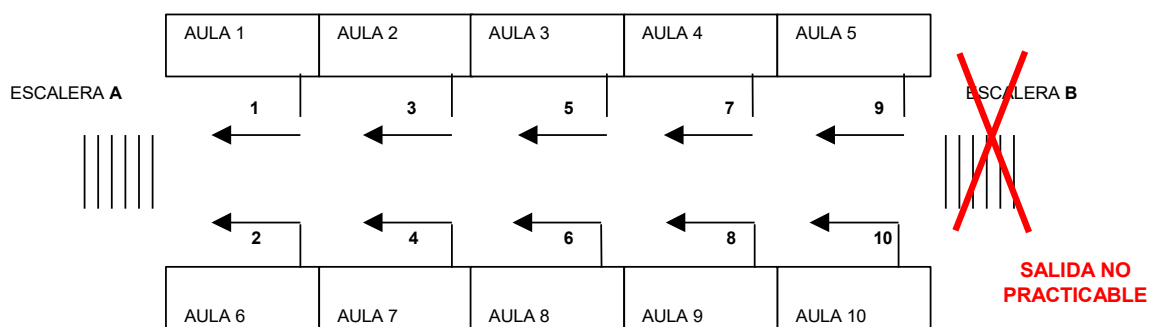 AULA 1 AULA 2 AULA 3 AULA 4 AULA 5
ESCALERA A ESCALERA B
1 3 5 7 9
2 4 6 8 10
SALIDA NO
PRACTICABLE
AULA 6 AULA 7 AULA 8 AULA 9 AULA 10